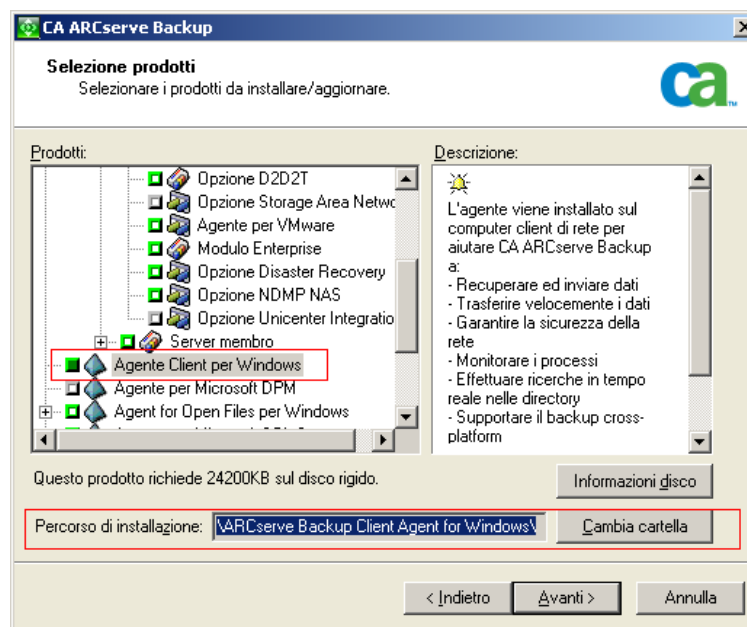 CA ARCserve Backup
Selezione prodotti
Selezionare i prodotti da installare/aggiornare.
ca
Prodotti:
Opzione D2D2T
Opzione Storage Area Netwo
Agente per VMware
Modulo Enterprise
Opzione Disaster Recovery
Opzione NDMP NAS
Opzione Unicenter Integratio
Server membro
Agente Client per Windows
Agente per Microsoft DPM
Agent for Open Files per Windows
Descrizione:
L'agente viene installato sul
computer client di rete per
aiutare CA ARCserve Backup
a:
- Recuperare ed inviare dati
- Trasferire velocemente i dati
- Garantire la sicurezza della
rete
- Monitorare i processi
- Effettuare ricerche in tempo
reale nelle directory
- Supportare il backup cross-
platform
Questo prodotto richiede 24200KB sul disco rigido.
Informazioni disco
Percorso di installazione: \ARCserve Backup Client Agent for Windows\
Cambia cartella
< Indietro
Avanti >
Annulla